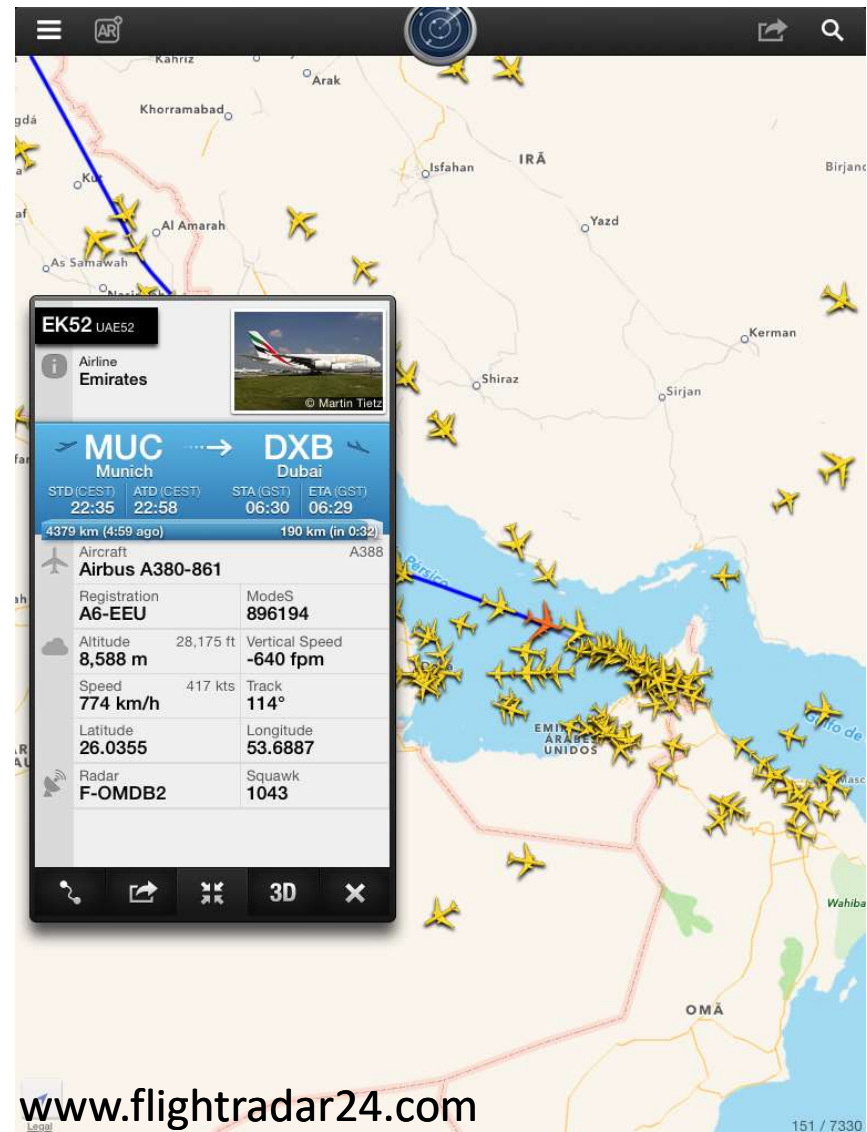 AR
Kahriz
Arak
Khorramabad
gdá
Isfahan
IRÃ
Birjand
Kut
Al Amarah
Yazd
As Samawah
Kerman
Shiraz
Sirjan
EK52 UAE52
Airline
Emirates
© Martin Tietz
MUC DXB
Munich Dubai
STD (CEST) ATD (CEST) STA (GST) ETA (GST)
22:35 22:58 06:30 06:29
4379 km (4:59 ago) 190 km (in 0:32)
Aircraft A388
Airbus A380-861
Registration ModeS
A6-EEU 896194
Altitude 28,175 ft Vertical Speed
8,588 m -640 fpm
Speed 417 kts Track
774 km/h 114°
Latitude Longitude
26.0355 53.6887
Radar Squawk
F-OMDB2 1043
3D
Pérsico
EMIRADOS
ÁRABES
UNIDOS
Golfo de
Masc
Wahiba
OMÃ
www.flightradar24.com
Legal
151 / 7330